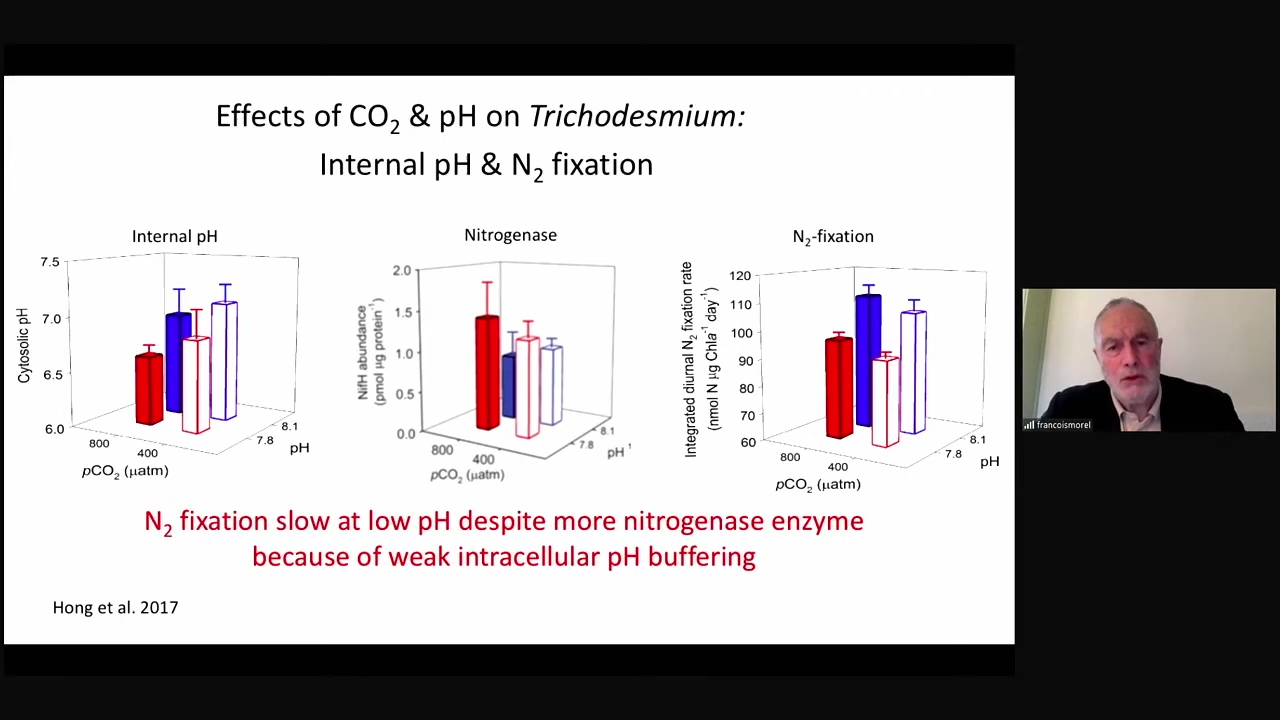 Effects of CO₂ & pH on Trichodesmium:
Internal pH & N₂ fixation
Internal pH
7.5
7.0
6.5
6.0
Cytosolic pH
800
400
pCO₂ (µatm)
7.8
8.1
pH
Nitrogenase
2.0
1.5
1.0
0.5
0.0
NifH abundance
(pmol µg protein⁻¹)
800
400
pCO₂ (µatm)
7.8
8.1
pH ¹
N₂-fixation
120
110
100
90
80
70
60
Integrated diurnal N₂ fixation rate
(nmol N µg Chla⁻¹ day⁻¹)
800
400
pCO₂ (µatm)
7.8
8.1
pH
N₂ fixation slow at low pH despite more nitrogenase enzyme
because of weak intracellular pH buffering
Hong et al. 2017
francoismorel